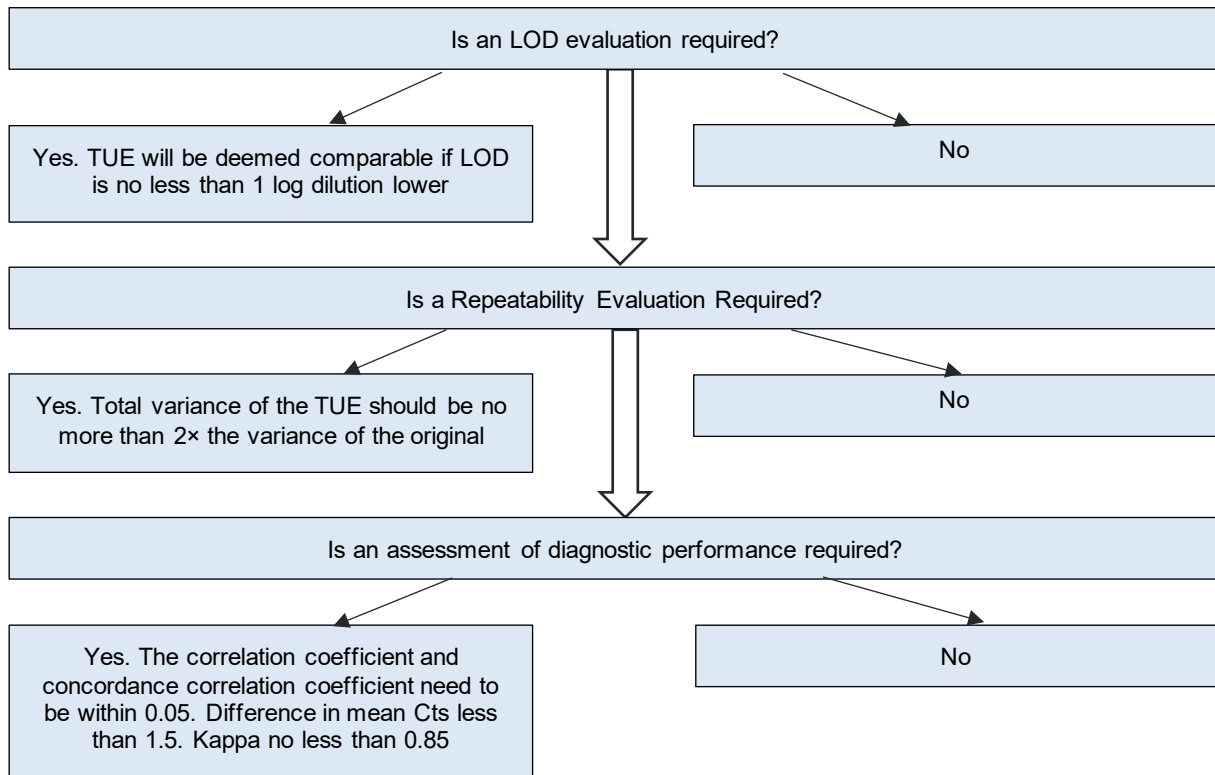 Is an LOD evaluation required?
Yes. TUE will be deemed comparable if LOD
is no less than 1 log dilution lower
No
Is a Repeatability Evaluation Required?
Yes. Total variance of the TUE should be no
more than 2× the variance of the original
No
Is an assessment of diagnostic performance required?
Yes. The correlation coefficient and
concordance correlation coefficient need to
be within 0.05. Difference in mean Cts less
than 1.5. Kappa no less than 0.85
No